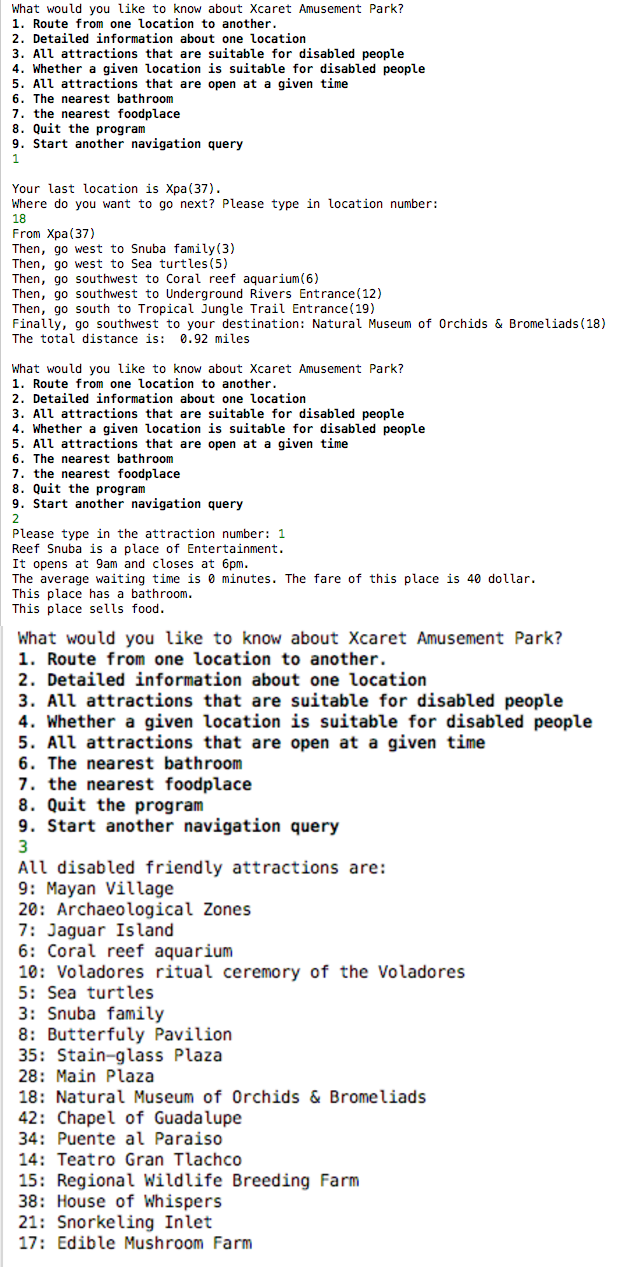 What would you like to know about Xcaret Amusement Park?
1. Route from one location to another.
2. Detailed information about one location
3. All attractions that are suitable for disabled people
4. Whether a given location is suitable for disabled people
5. All attractions that are open at a given time
6. The nearest bathroom
7. the nearest foodplace
8. Quit the program
9. Start another navigation query
1
Your last location is Xpa(37).
Where do you want to go next? Please type in location number:
18
From Xpa(37)
Then, go west to Snuba family(3)
Then, go west to Sea turtles(5)
Then, go southwest to Coral reef aquarium(6)
Then, go southwest to Underground Rivers Entrance(12)
Then, go south to Tropical Jungle Trail Entrance(19)
Finally, go southwest to your destination: Natural Museum of Orchids & Bromeliads(18)
The total distance is:  0.92 miles
What would you like to know about Xcaret Amusement Park?
1. Route from one location to another.
2. Detailed information about one location
3. All attractions that are suitable for disabled people
4. Whether a given location is suitable for disabled people
5. All attractions that are open at a given time
6. The nearest bathroom
7. the nearest foodplace
8. Quit the program
9. Start another navigation query
2
Please type in the attraction number: 1
Reef Snuba is a place of Entertainment.
It opens at 9am and closes at 6pm.
The average waiting time is 0 minutes. The fare of this place is 40 dollar.
This place has a bathroom.
This place sells food.
What would you like to know about Xcaret Amusement Park?
1. Route from one location to another.
2. Detailed information about one location
3. All attractions that are suitable for disabled people
4. Whether a given location is suitable for disabled people
5. All attractions that are open at a given time
6. The nearest bathroom
7. the nearest foodplace
8. Quit the program
9. Start another navigation query
3
All disabled friendly attractions are:
9: Mayan Village
20: Archaeological Zones
7: Jaguar Island
6: Coral reef aquarium
10: Voladores ritual ceremory of the Voladores
5: Sea turtles
3: Snuba family
8: Butterfuly Pavilion
35: Stain-glass Plaza
28: Main Plaza
18: Natural Museum of Orchids & Bromeliads
42: Chapel of Guadalupe
34: Puente al Paraiso
14: Teatro Gran Tlachco
15: Regional Wildlife Breeding Farm
38: House of Whispers
21: Snorkeling Inlet
17: Edible Mushroom Farm